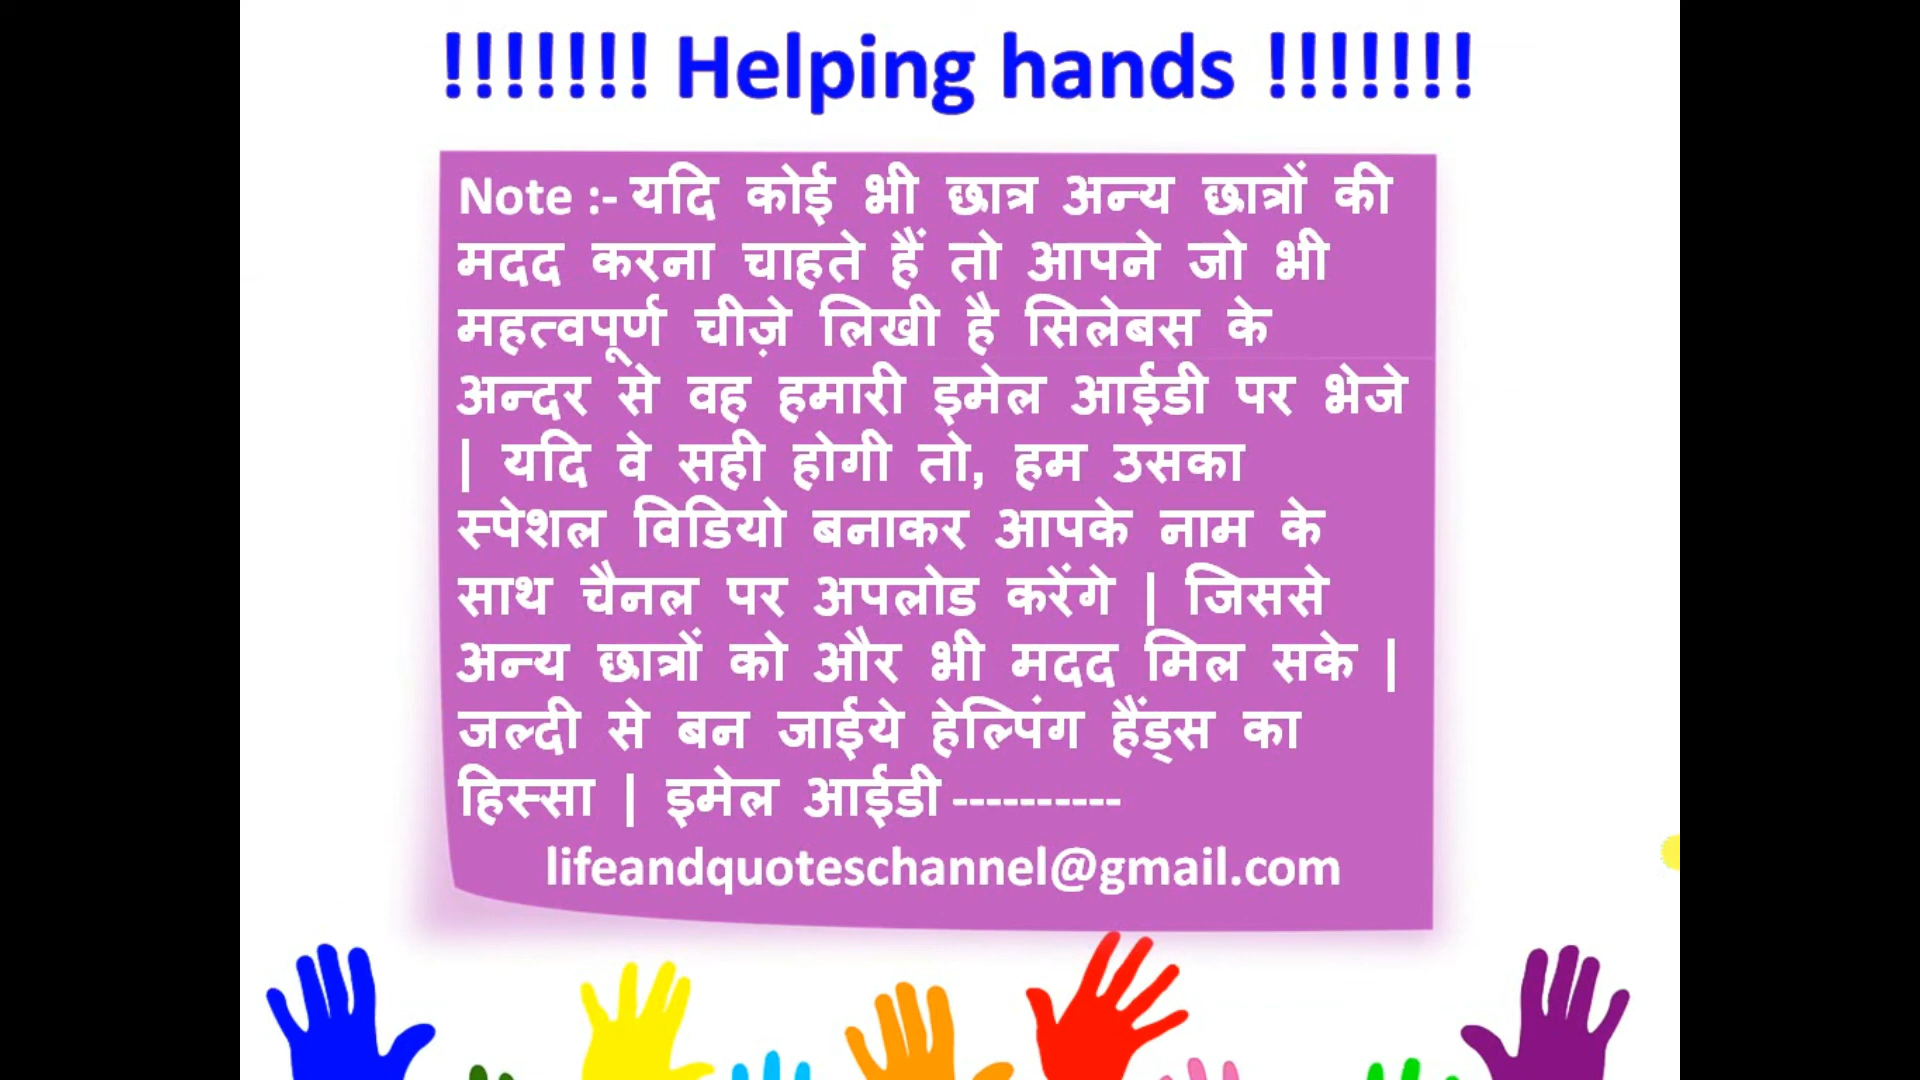 !!!!!!! Helping hands !!!!!!!
Note :- यदि कोई भी छात्र अन्य छात्रों की
मदद करना चाहते हैं तो आपने जो भी
महत्वपूर्ण चीज़े लिखी है सिलेबस के
अन्दर से वह हमारी इमेल आईडी पर भेजे
| यदि वे सही होगी तो, हम उसका
स्पेशल विडियो बनाकर आपके नाम के
साथ चैनल पर अपलोड करेंगे | जिससे
अन्य छात्रों को और भी मदद मिल सके |
जल्दी से बन जाईये हेल्पिंग हैंड्स का
हिस्सा | इमेल आईडी ----------
lifeandquoteschannel@gmail.com